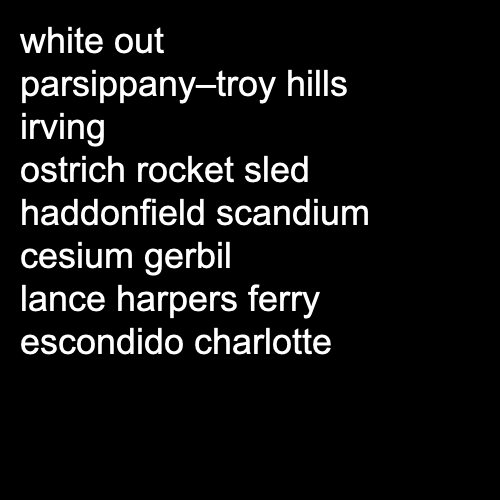 white out
parsippany–troy hills
irving
ostrich rocket sled
haddonfield scandium
cesium gerbil
lance harpers ferry
escondido charlotte